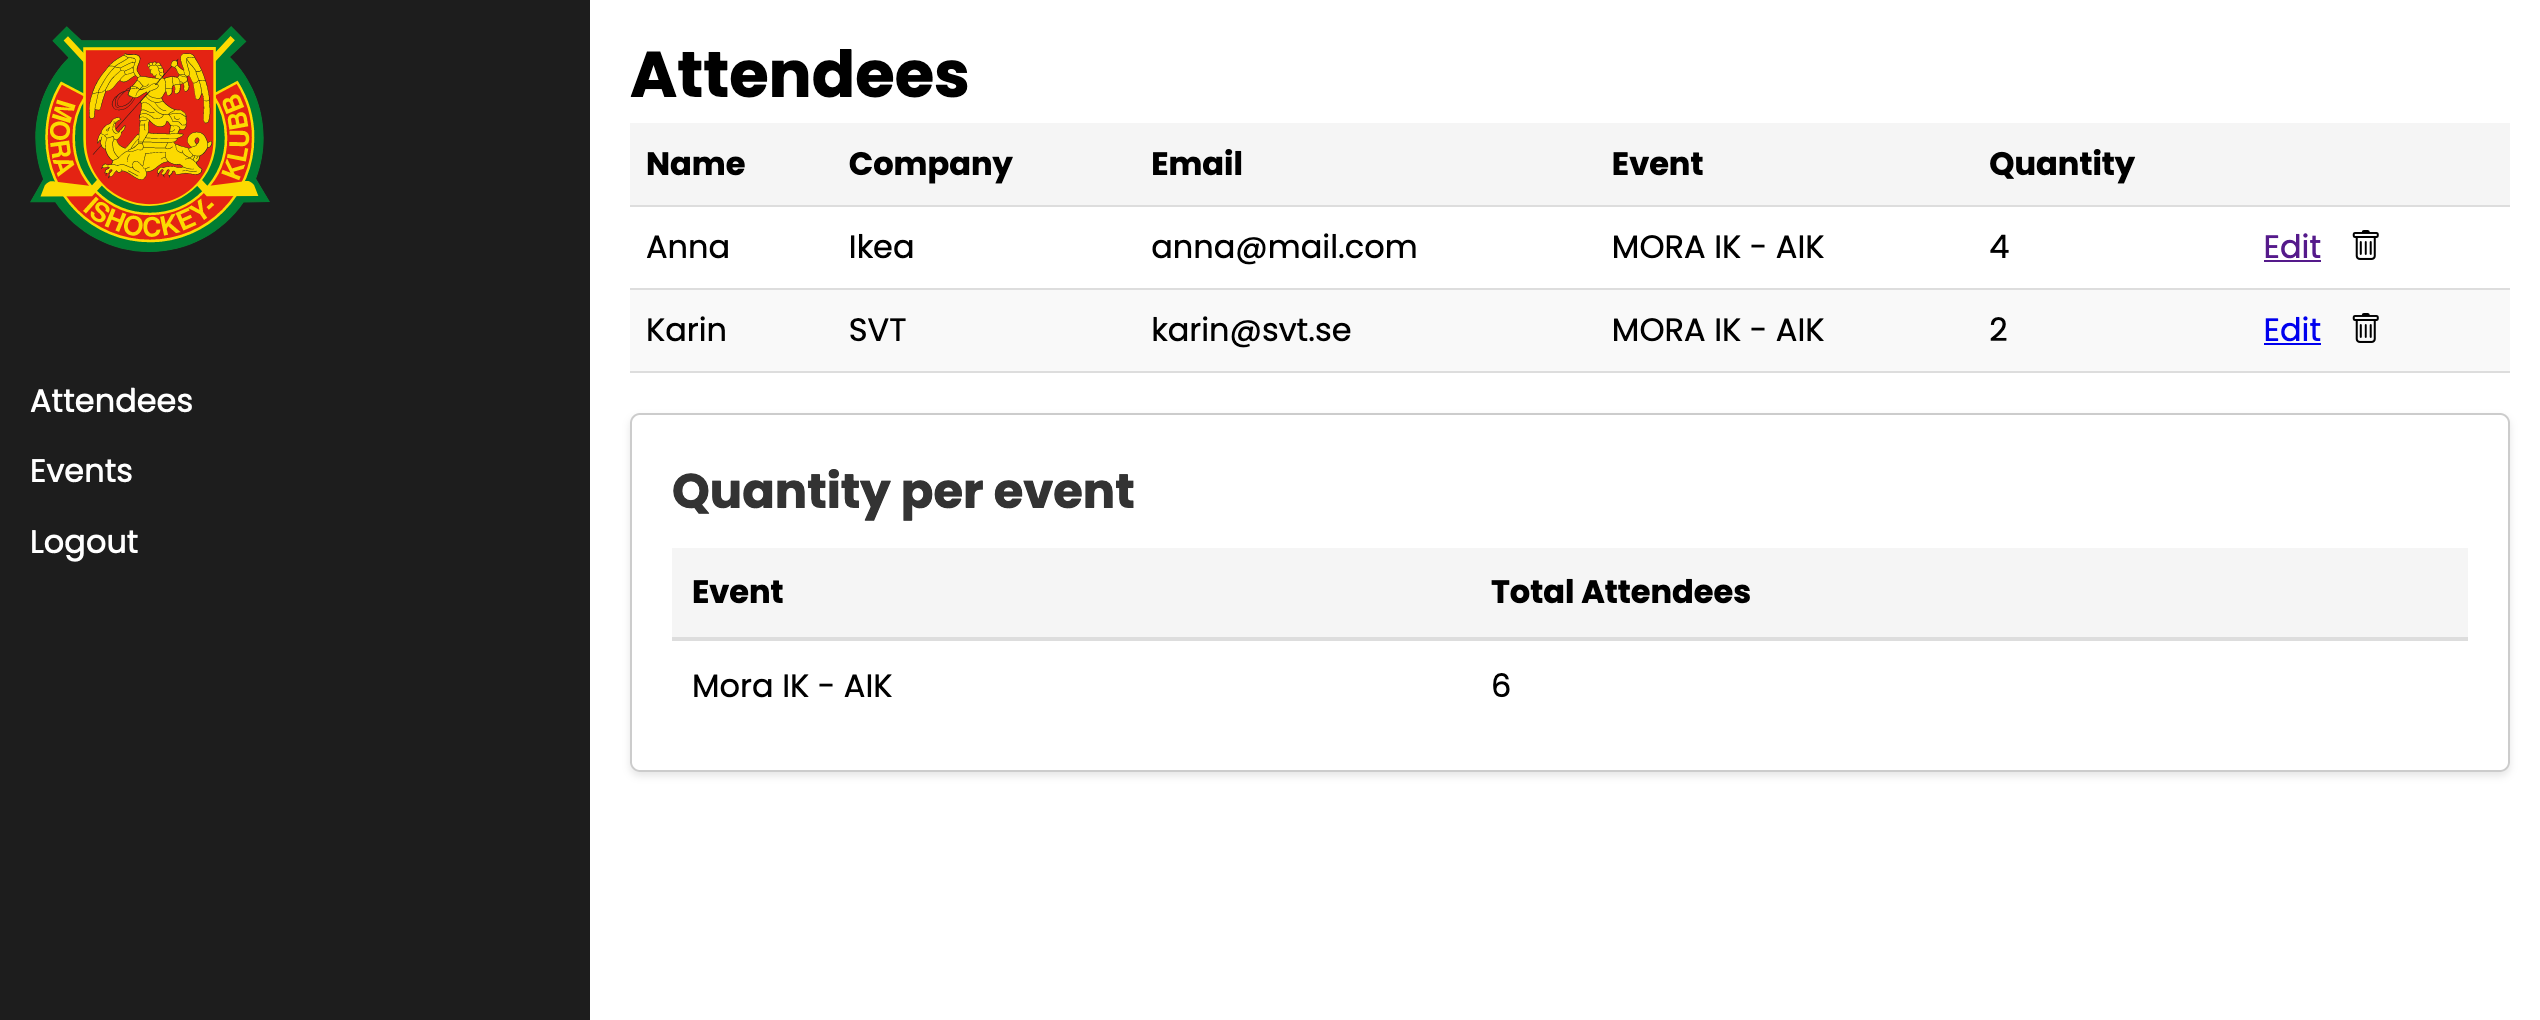 MORA ISHOCKEY- KLUBB
Attendees
Events
Logout
Attendees
Name Company Email Event Quantity
Anna Ikea anna@mail.com MORA IK - AIK 4 Edit
Karin SVT karin@svt.se MORA IK - AIK 2 Edit
Quantity per event
Event Total Attendees
Mora IK - AIK 6